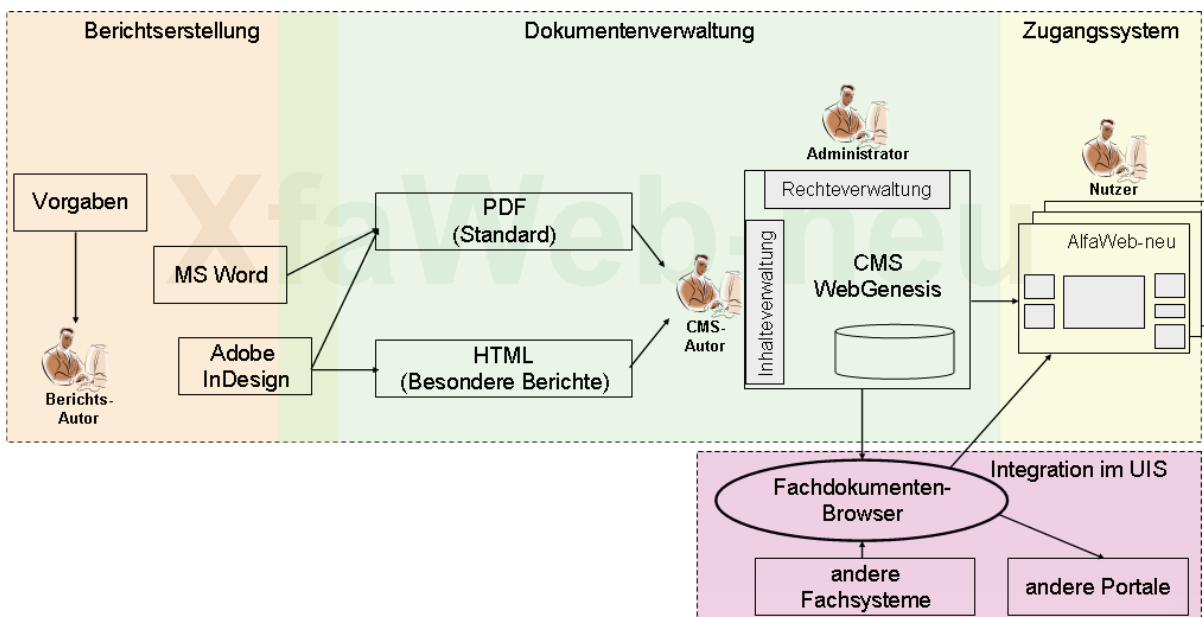 Berichtserstellung
Dokumentenverwaltung
Zugangssystem
XfaWeb-neu
Vorgaben
MS Word
Adobe
InDesign
Berichts-
Autor
PDF
(Standard)
HTML
(Besondere Berichte)
CMS-
Autor
Administrator
Rechteverwaltung
Inhalteverwaltung
CMS
WebGenesis
Nutzer
AlfaWeb-neu
Integration im UIS
Fachdokumenten-
Browser
andere
Fachsysteme
andere Portale